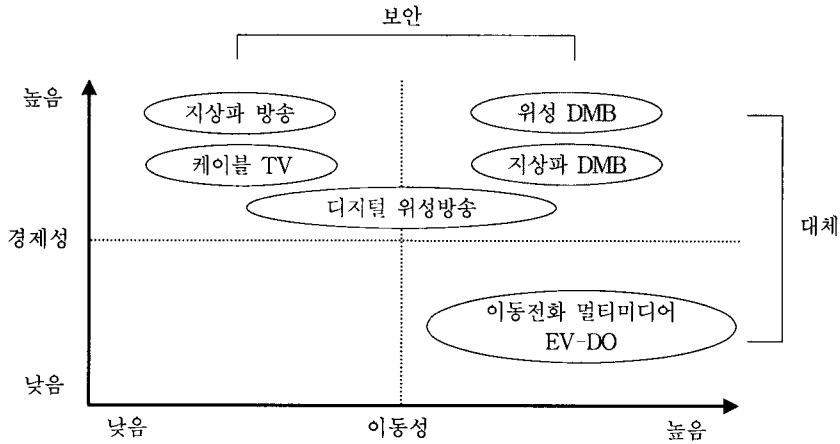 보안
높음
지상파 방송
위성 DMB
케이블 TV
지상파 DMB
디지털 위성방송
경제성
대체
이동전화 멀티미디어
EV-DO
낮음
낮음
이동성
높음